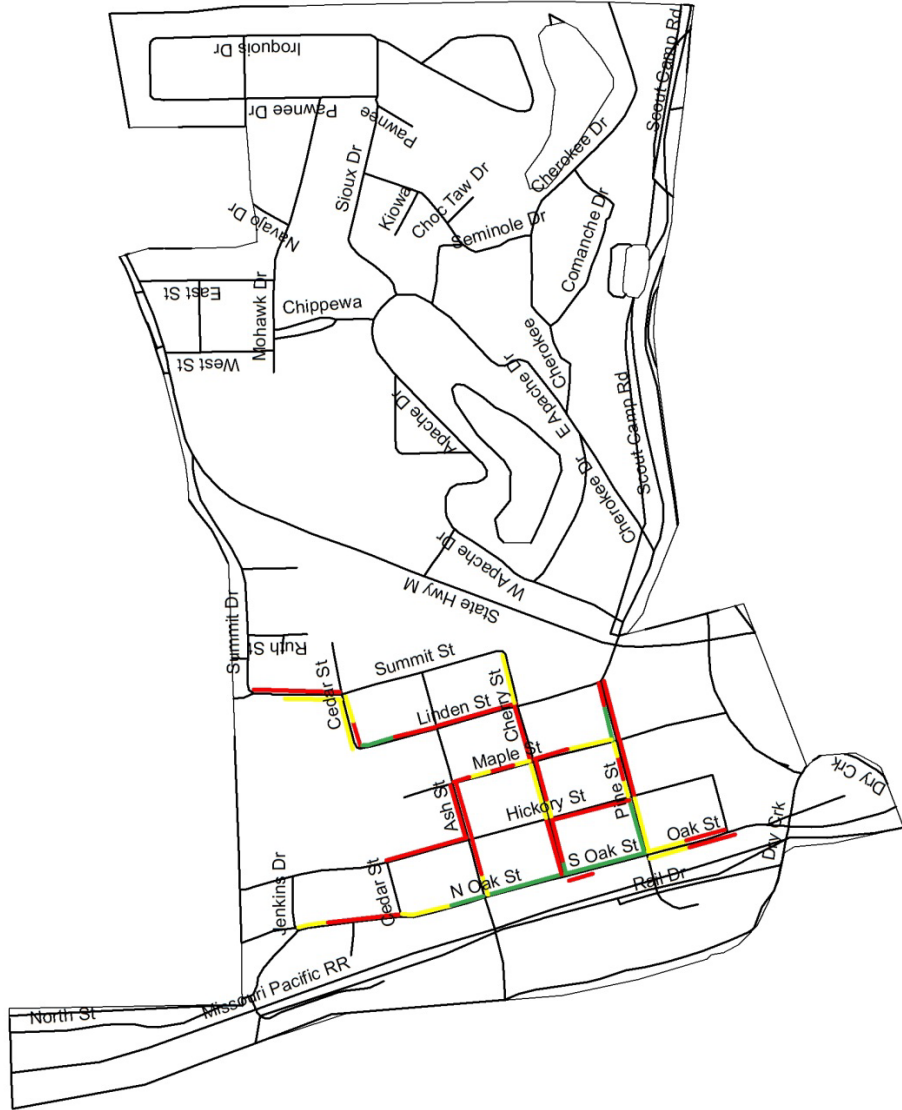 Iroquois Dr
Scout Camp Rd
Pawnee Dr
Pawnee
Sioux Dr
Cherokee Dr
Kiowa
Choc Taw Dr
Navajo Dr
Seminole Dr
Comanche Dr
East St
Mohawk Dr
Chippewa
West St
Cherokee
E Apache Dr
Apache Dr
Scout Camp Rd
Cherokee Dr
W Apache Dr
State Hwy M
Summit Dr
Ruth St
Cedar St
Summit St
Linden St
Cherry St
Maple St
Ash St
Hickory St
Pine St
Dry Crk
Oak St
Dry Crk
S Oak St
N Oak St
Cedar St
Jenkins Dr
Rail Dr
Missouri Pacific RR
North St